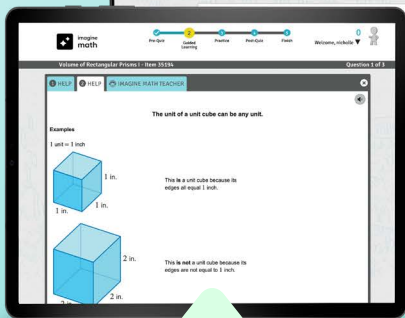 imagine
math
Pre-Quiz
2
Guided
Learning
Practice
Post-Quiz
Finish
0
Welcome, nicholle ▼
Volume of Rectangular Prisms I - Item 35194
Question 1 of 3
HELP
HELP
IMAGINE MATH TEACHER
The unit of a unit cube can be any unit.
Examples
1 unit = 1 inch
1 in.
1 in.
1 in.
This is a unit cube because its
edges all equal 1 inch.
2 in.
2 in.
2 in.
This is not a unit cube because its
edges are not equal to 1 inch.